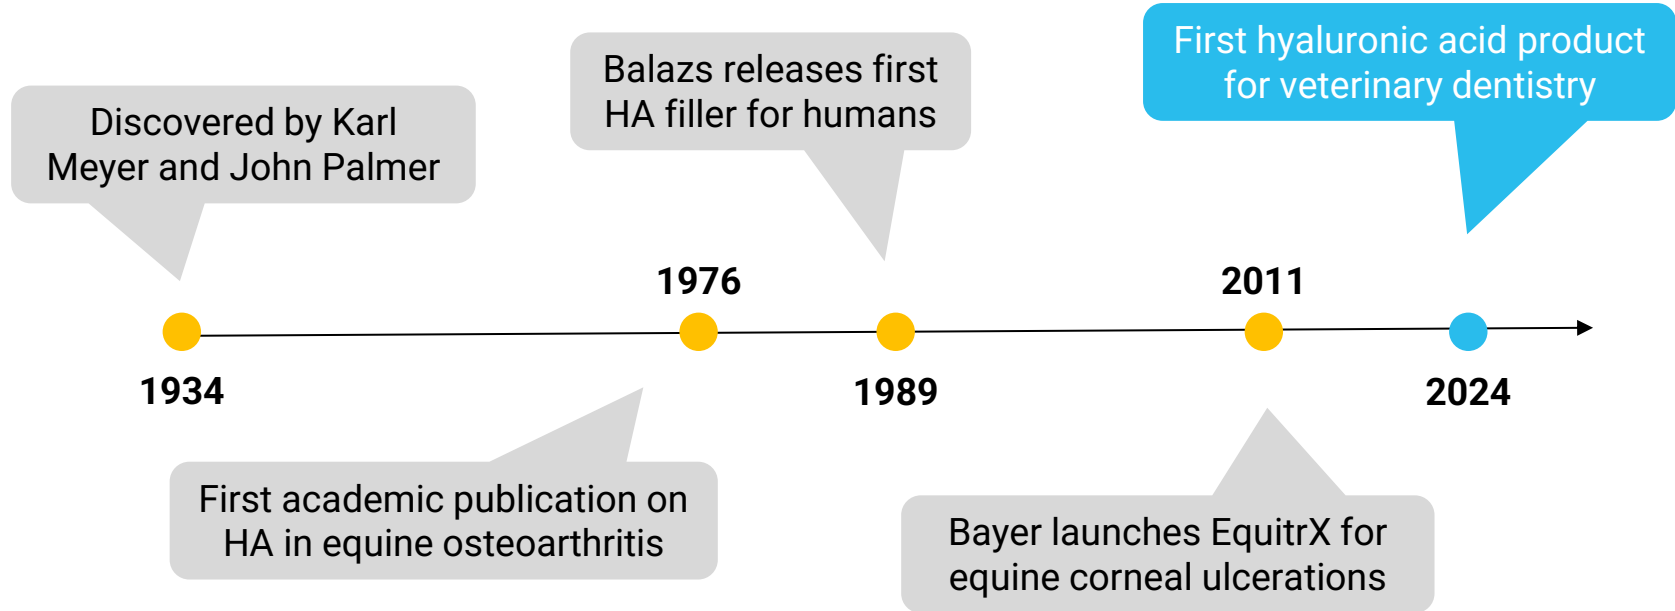 First hyaluronic acid product
for veterinary dentistry
Balazs releases first
HA filler for humans
Discovered by Karl
Meyer and John Palmer
1976
2011
1934
1989
2024
First academic publication on
HA in equine osteoarthritis
Bayer launches EquitrX for
equine corneal ulcerations